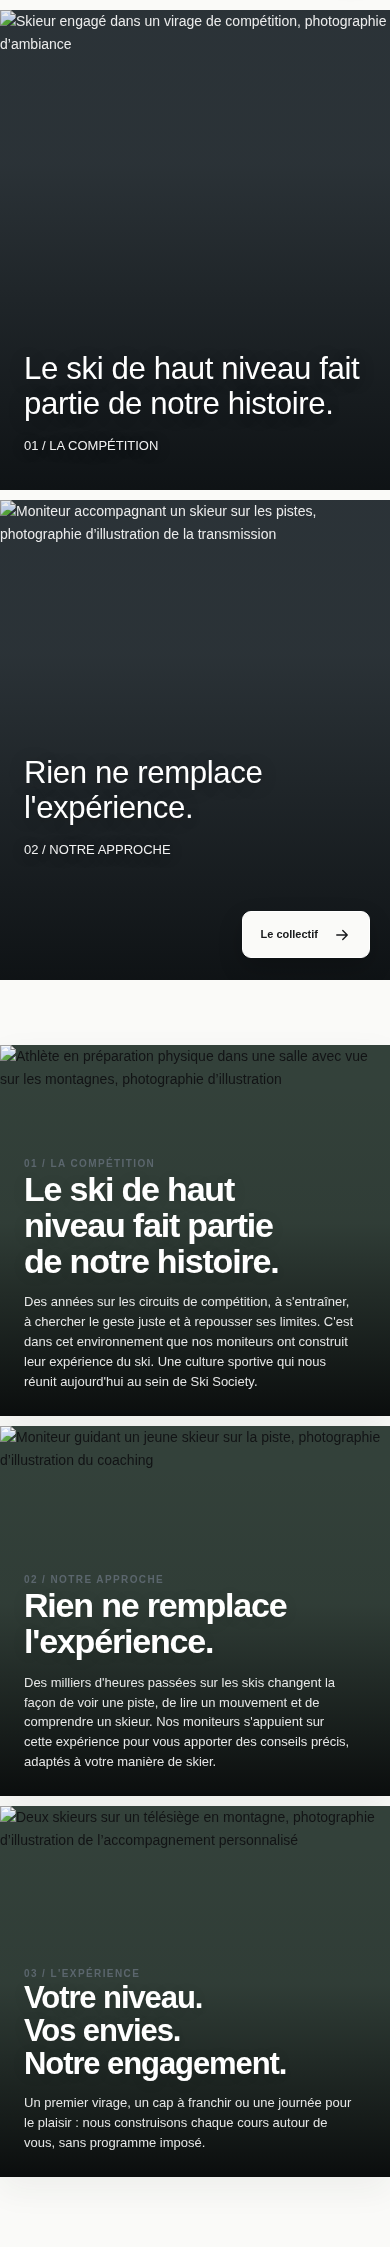 Skieur engagé dans un virage de compétition, photographie
d’ambiance
Le ski de haut niveau fait
partie de notre histoire.
01 / LA COMPÉTITION
Moniteur accompagnant un skieur sur les pistes,
photographie d’illustration de la transmission
Rien ne remplace
l'expérience.
02 / NOTRE APPROCHE
Le collectif
Athlète en préparation physique dans une salle avec vue
sur les montagnes, photographie d’illustration
01 / LA COMPÉTITION
Le ski de haut
niveau fait partie
de notre histoire.
Des années sur les circuits de compétition, à s'entraîner,
à chercher le geste juste et à repousser ses limites. C'est
dans cet environnement que nos moniteurs ont construit
leur expérience du ski. Une culture sportive qui nous
réunit aujourd'hui au sein de Ski Society.
Moniteur guidant un jeune skieur sur la piste, photographie
d’illustration du coaching
02 / NOTRE APPROCHE
Rien ne remplace
l'expérience.
Des milliers d'heures passées sur les skis changent la
façon de voir une piste, de lire un mouvement et de
comprendre un skieur. Nos moniteurs s'appuient sur
cette expérience pour vous apporter des conseils précis,
adaptés à votre manière de skier.
Deux skieurs sur un télésiège en montagne, photographie
d’illustration de l’accompagnement personnalisé
03 / L'EXPÉRIENCE
Votre niveau.
Vos envies.
Notre engagement.
Un premier virage, un cap à franchir ou une journée pour
le plaisir : nous construisons chaque cours autour de
vous, sans programme imposé.